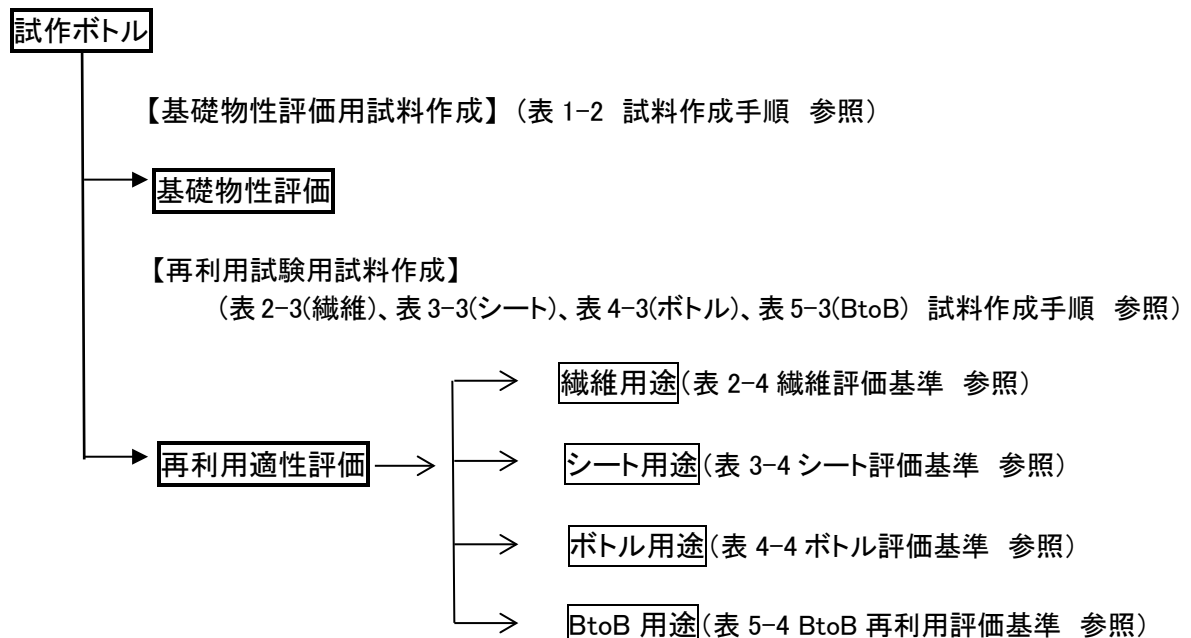 試作ボトル
【基礎物性評価用試料作成】（表 1-2 試料作成手順 参照）
基礎物性評価
【再利用試験用試料作成】
（表 2-3(繊維)、表 3-3(シート)、表 4-3(ボトル)、表 5-3(BtoB) 試料作成手順 参照）
繊維用途（表 2-4 繊維評価基準 参照）
再利用適性評価
シート用途（表 3-4 シート評価基準 参照）
ボトル用途（表 4-4 ボトル評価基準 参照）
BtoB 用途（表 5-4 BtoB 再利用評価基準 参照）